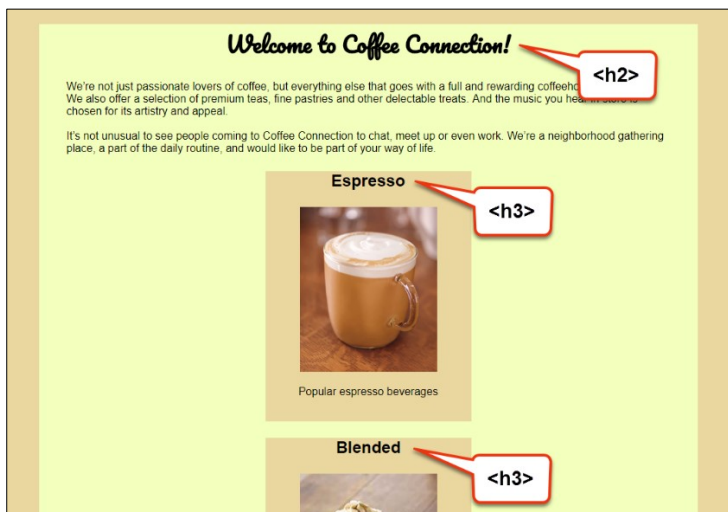 Welcome to Coffee Connection!
<h2>
We're not just passionate lovers of coffee, but everything else that goes with a full and rewarding
We also offer a selection of premium teas, fine pastries and other delectable treats. And the music you
chosen for its artistry and appeal.
It's not unusual to see people coming to Coffee Connection to chat, meet up or even work. We're a neighborhood gathering
place, a part of the daily routine, and would like to be part of your way of life.
Espresso
<h3>
Popular espresso beverages
Blended
<h3>